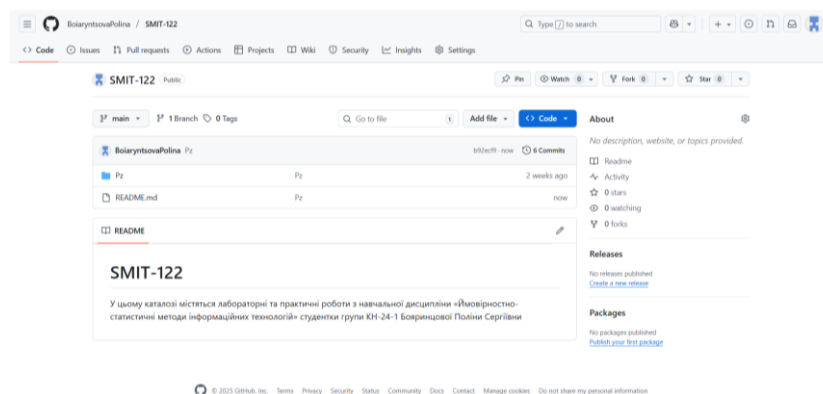 BoiaryntsovaPolina / SMIT-122
Type / to search
Code Issues Pull requests Actions Projects Wiki Security Insights Settings
SMIT-122 Public
Pin Watch 0 Fork 0 Star 0
main 1 Branch 0 Tags Go to file t Add file Code
About
No description, website, or topics provided.
BoiaryntsovaPolina Pz b92ecf9 · now 6 Commits
Pz Pz 2 weeks ago
README.md Pz now
Readme
Activity
0 stars
0 watching
0 forks
README
SMIT-122
У цьому каталозі містяться лабораторні та практичні роботи з навчальної дисципліни «Ймовірностно-
статистичні методи інформаційних технологій» студентки групи КН-24-1 Бояринцової Поліни Сергіївни
Releases
No releases published
Create a new release
Packages
No packages published
Publish your first package
© 2025 GitHub, Inc. Terms Privacy Security Status Community Docs Contact Manage cookies Do not share my personal information